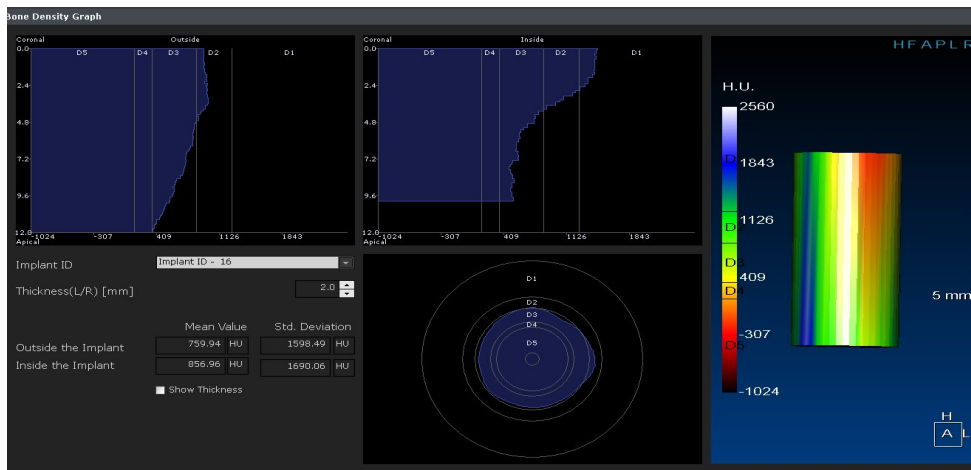 Bone Density Graph
Coronal Outside
0.0 D5 D4 D3 D2 D1
2.4
4.8
7.2
9.6
12.0 -1024 -307 409 1126 1843
Apical
Coronal Inside
0.0 D5 D4 D3 D2 D1
2.4
4.8
7.2
9.6
12.0 -1024 -307 409 1126 1843
Apical
Implant ID Implant ID - 16
Thickness(L/R) [mm] 2.0
Mean Value Std. Deviation
Outside the Implant 759.94 HU 1598.49 HU
Inside the Implant 856.96 HU 1690.06 HU
Show Thickness
D1
D2
D3
D4
D5
HFAPLR
H.U.
2560
D1 1843
1126
D2
D3
409
D4
-307
D5
-1024
5 mm
H
A L